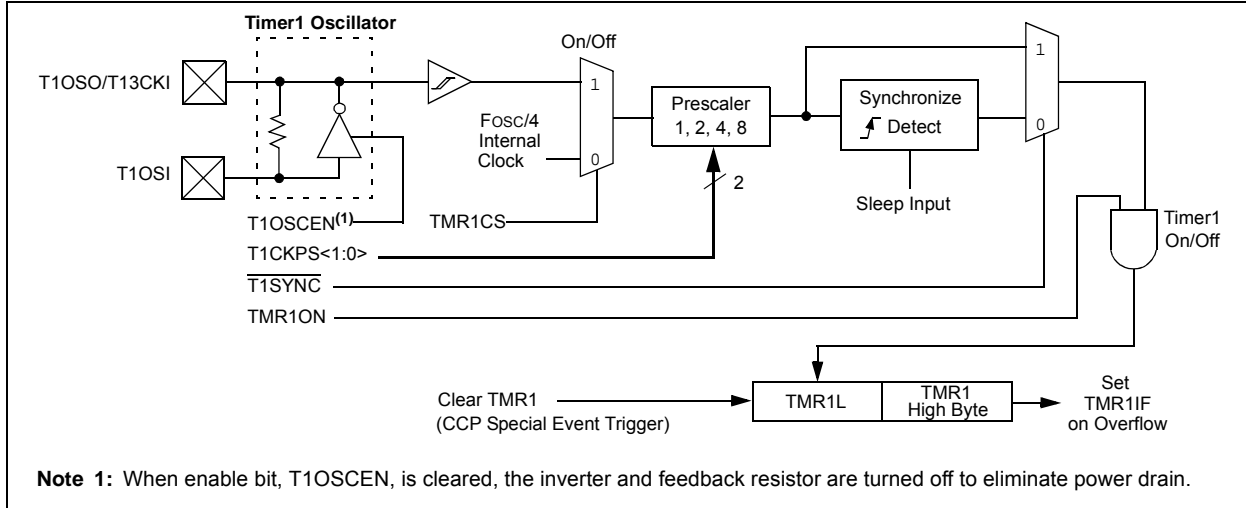 Timer1 Oscillator
On/Off
T1OSO/T13CKI
1
1
FOSC/4
Internal
Clock
Prescaler
1, 2, 4, 8
Synchronize
Detect
0
0
T1OSI
2
Sleep Input
T1OSCEN(1)
TMR1CS
Timer1
On/Off
T1CKPS<1:0>
T1SYNC
TMR1ON
Clear TMR1
(CCP Special Event Trigger)
TMR1L
TMR1
High Byte
Set
TMR1IF
on Overflow
Note 1: When enable bit, T1OSCEN, is cleared, the inverter and feedback resistor are turned off to eliminate power drain.